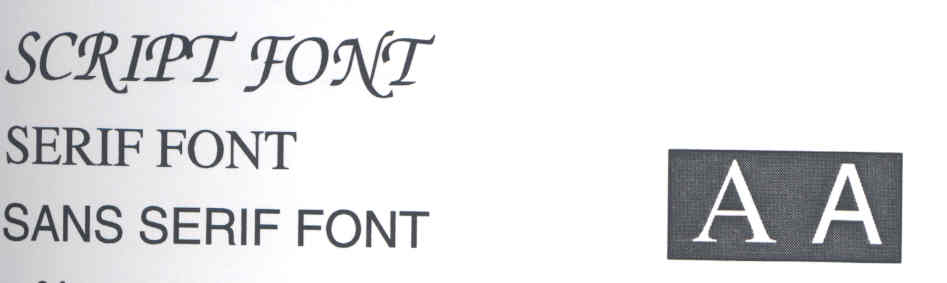 SCRIPT FONT
SERIF FONT
SANS SERIF FONT
A A